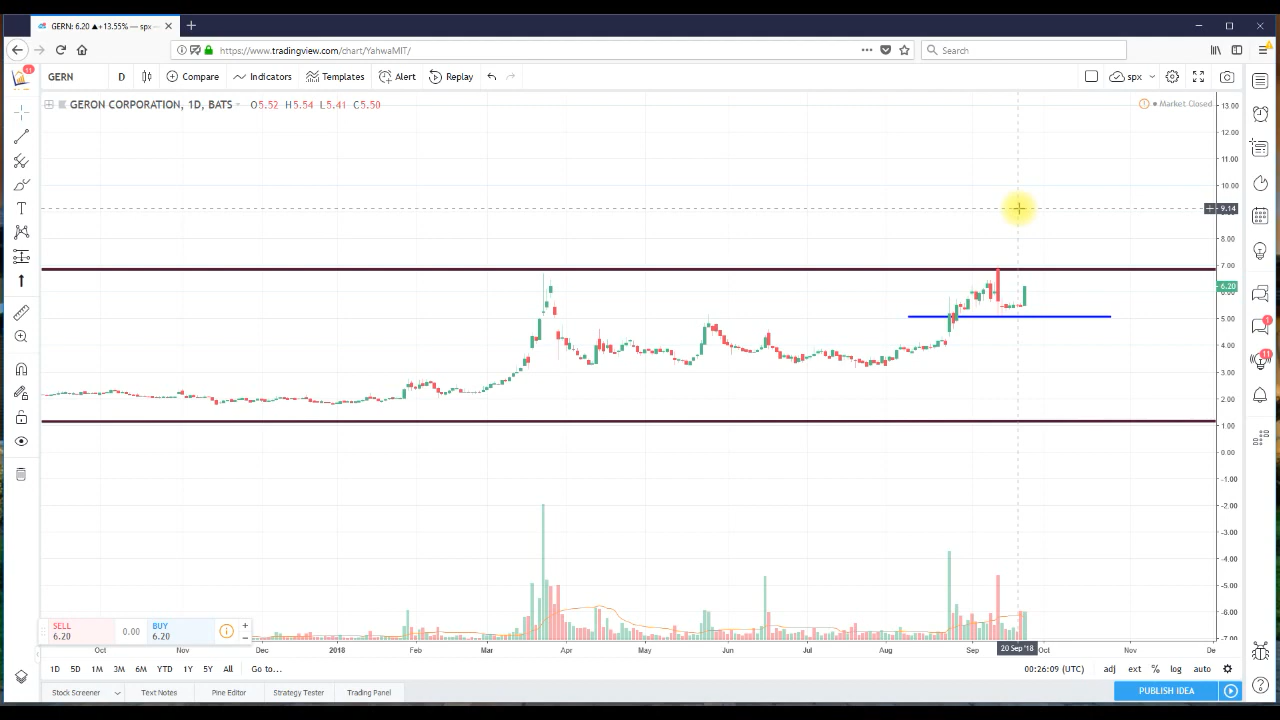 GERN: 6.20 ▲+13.55% — spx
https://www.tradingview.com/chart/YahwaMIT/
Search
11
GERN D Compare Indicators Templates Alert Replay spx
GERON CORPORATION, 1D, BATS O5.52 H5.54 L5.41 C5.50
Market Closed
13.00
12.00
11.00
10.00
9.14
8.00
7.00
6.20
5.00
4.00
3.00
2.00
1.00
0.00
-1.00
-2.00
-3.00
-4.00
-5.00
-6.00
-7.00
1
11
SELL 6.20
0.00
BUY 6.20
Oct Nov Dec 2018 Feb Mar Apr May Jun Jul Aug Sep 20 Sep '18 Oct Nov De
1D 5D 1M 3M 6M YTD 1Y 5Y All Go to... 00:26:09 (UTC) adj ext % log auto
Stock Screener Text Notes Pine Editor Strategy Tester Trading Panel PUBLISH IDEA